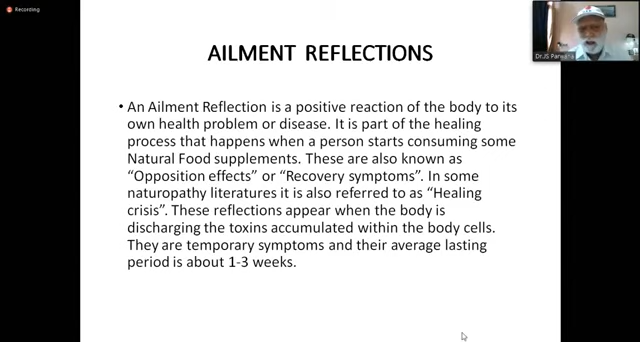 Recording
AILMENT REFLECTIONS
• An Ailment Reflection is a positive reaction of the body to its
own health problem or disease. It is part of the healing
process that happens when a person starts consuming some
Natural Food supplements. These are also known as
“Opposition effects” or “Recovery symptoms”. In some
naturopathy literatures it is also referred to as “Healing
crisis”. These reflections appear when the body is
discharging the toxins accumulated within the body cells.
They are temporary symptoms and their average lasting
period is about 1-3 weeks.